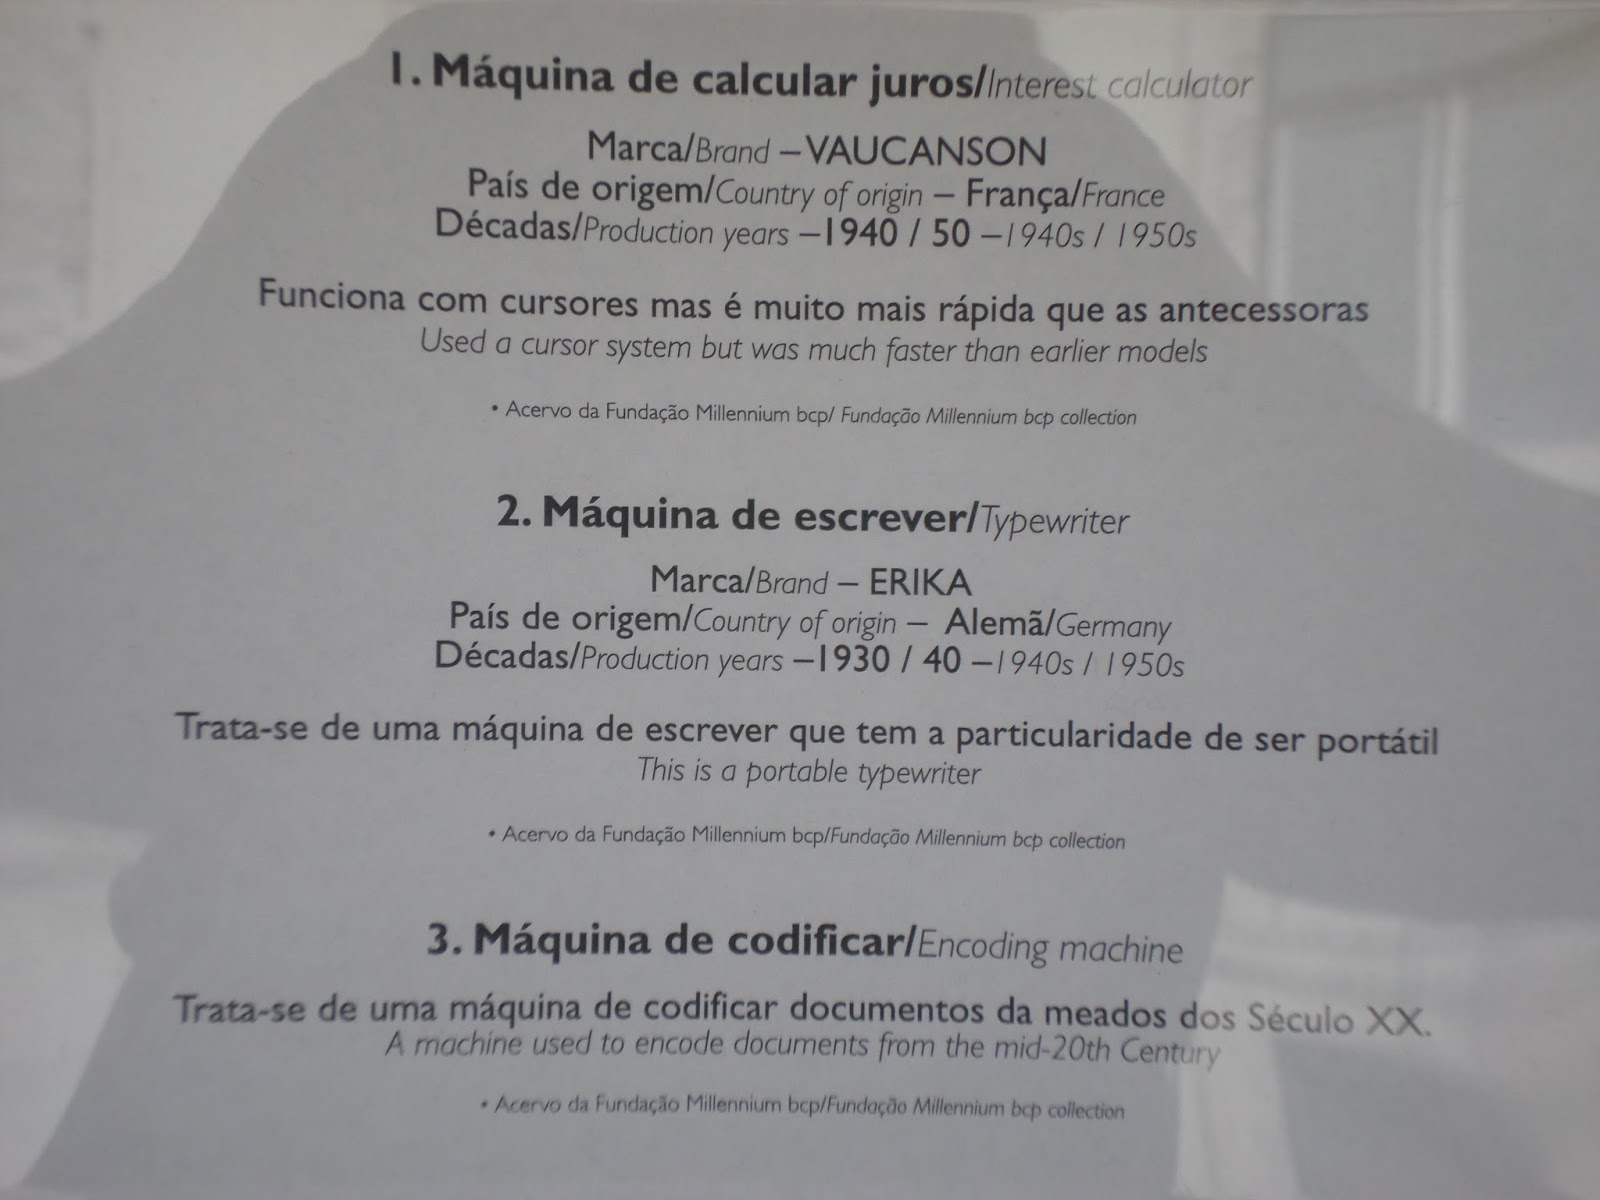 1. Máquina de calcular juros/Interest calculator
Marca/Brand – VAUCANSON
País de origem/Country of origin – França/France
Décadas/Production years –1940 / 50 –1940s / 1950s
Funciona com cursores mas é muito mais rápida que as antecessoras
Used a cursor system but was much faster than earlier models
• Acervo da Fundação Millennium bcp/ Fundação Millennium bcp collection
2. Máquina de escrever/Typewriter
Marca/Brand – ERIKA
País de origem/Country of origin – Alemã/Germany
Décadas/Production years –1930 / 40 –1940s / 1950s
Trata-se de uma máquina de escrever que tem a particularidade de ser portátil
This is a portable typewriter
• Acervo da Fundação Millennium bcp/Fundação Millennium bcp collection
3. Máquina de codificar/Encoding machine
Trata-se de uma máquina de codificar documentos da meados dos Século XX.
A machine used to encode documents from the mid-20th Century
• Acervo da Fundação Millennium bcp/Fundação Millennium bcp collection